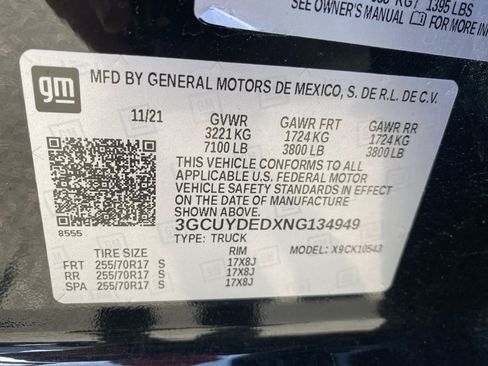 KG / 1395 LBS
SEE OWNER'S MANUAL FOR MORE
gm
MFD BY GENERAL MOTORS DE MEXICO, S. DE R.L. DE C.V.
11/21 GVWR GAWR FRT GAWR RR
3221 KG 1724 KG 1724 KG
7100 LB 3800 LB 3800 LB
THIS VEHICLE CONFORMS TO ALL
APPLICABLE U.S. FEDERAL MOTOR
VEHICLE SAFETY STANDARDS IN EFFECT
ON THE DATE OF MANUFACTURE
SHOWN ABOVE.
8555
3GCUYDEDXNG134949
TYPE: TRUCK MODEL: X9CK10543
TIRE SIZE RIM
FRT 255/70R17 S 17X8J
RR 255/70R17 S 17X8J
SPA 255/70R17 S 17X8J